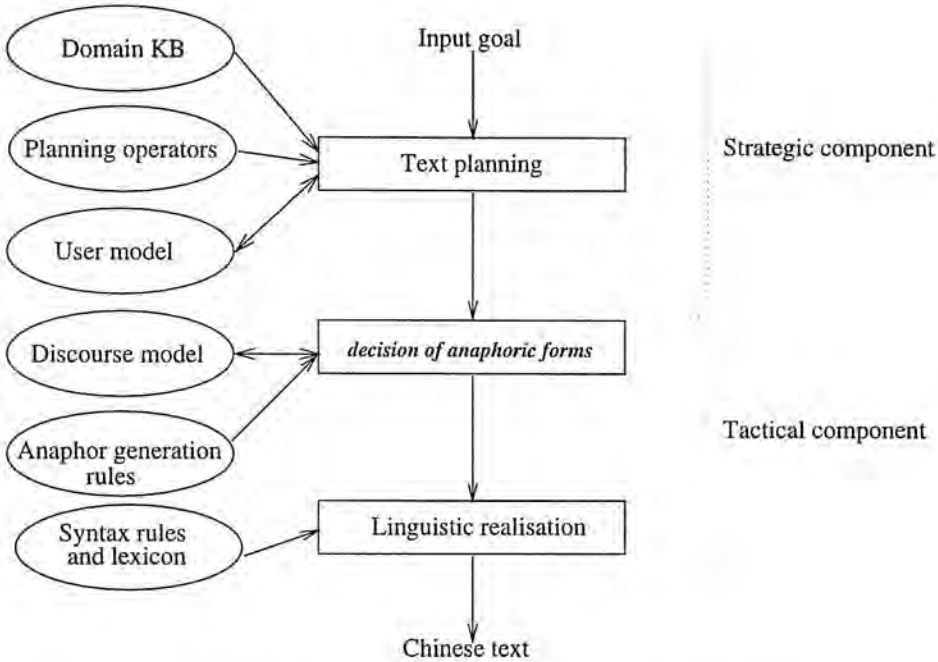 Domain KB
Input goal
Planning operators
Text planning
Strategic component
User model
Discourse model
decision of anaphoric forms
Anaphor generation
rules
Tactical component
Syntax rules
and lexicon
Linguistic realisation
Chinese text